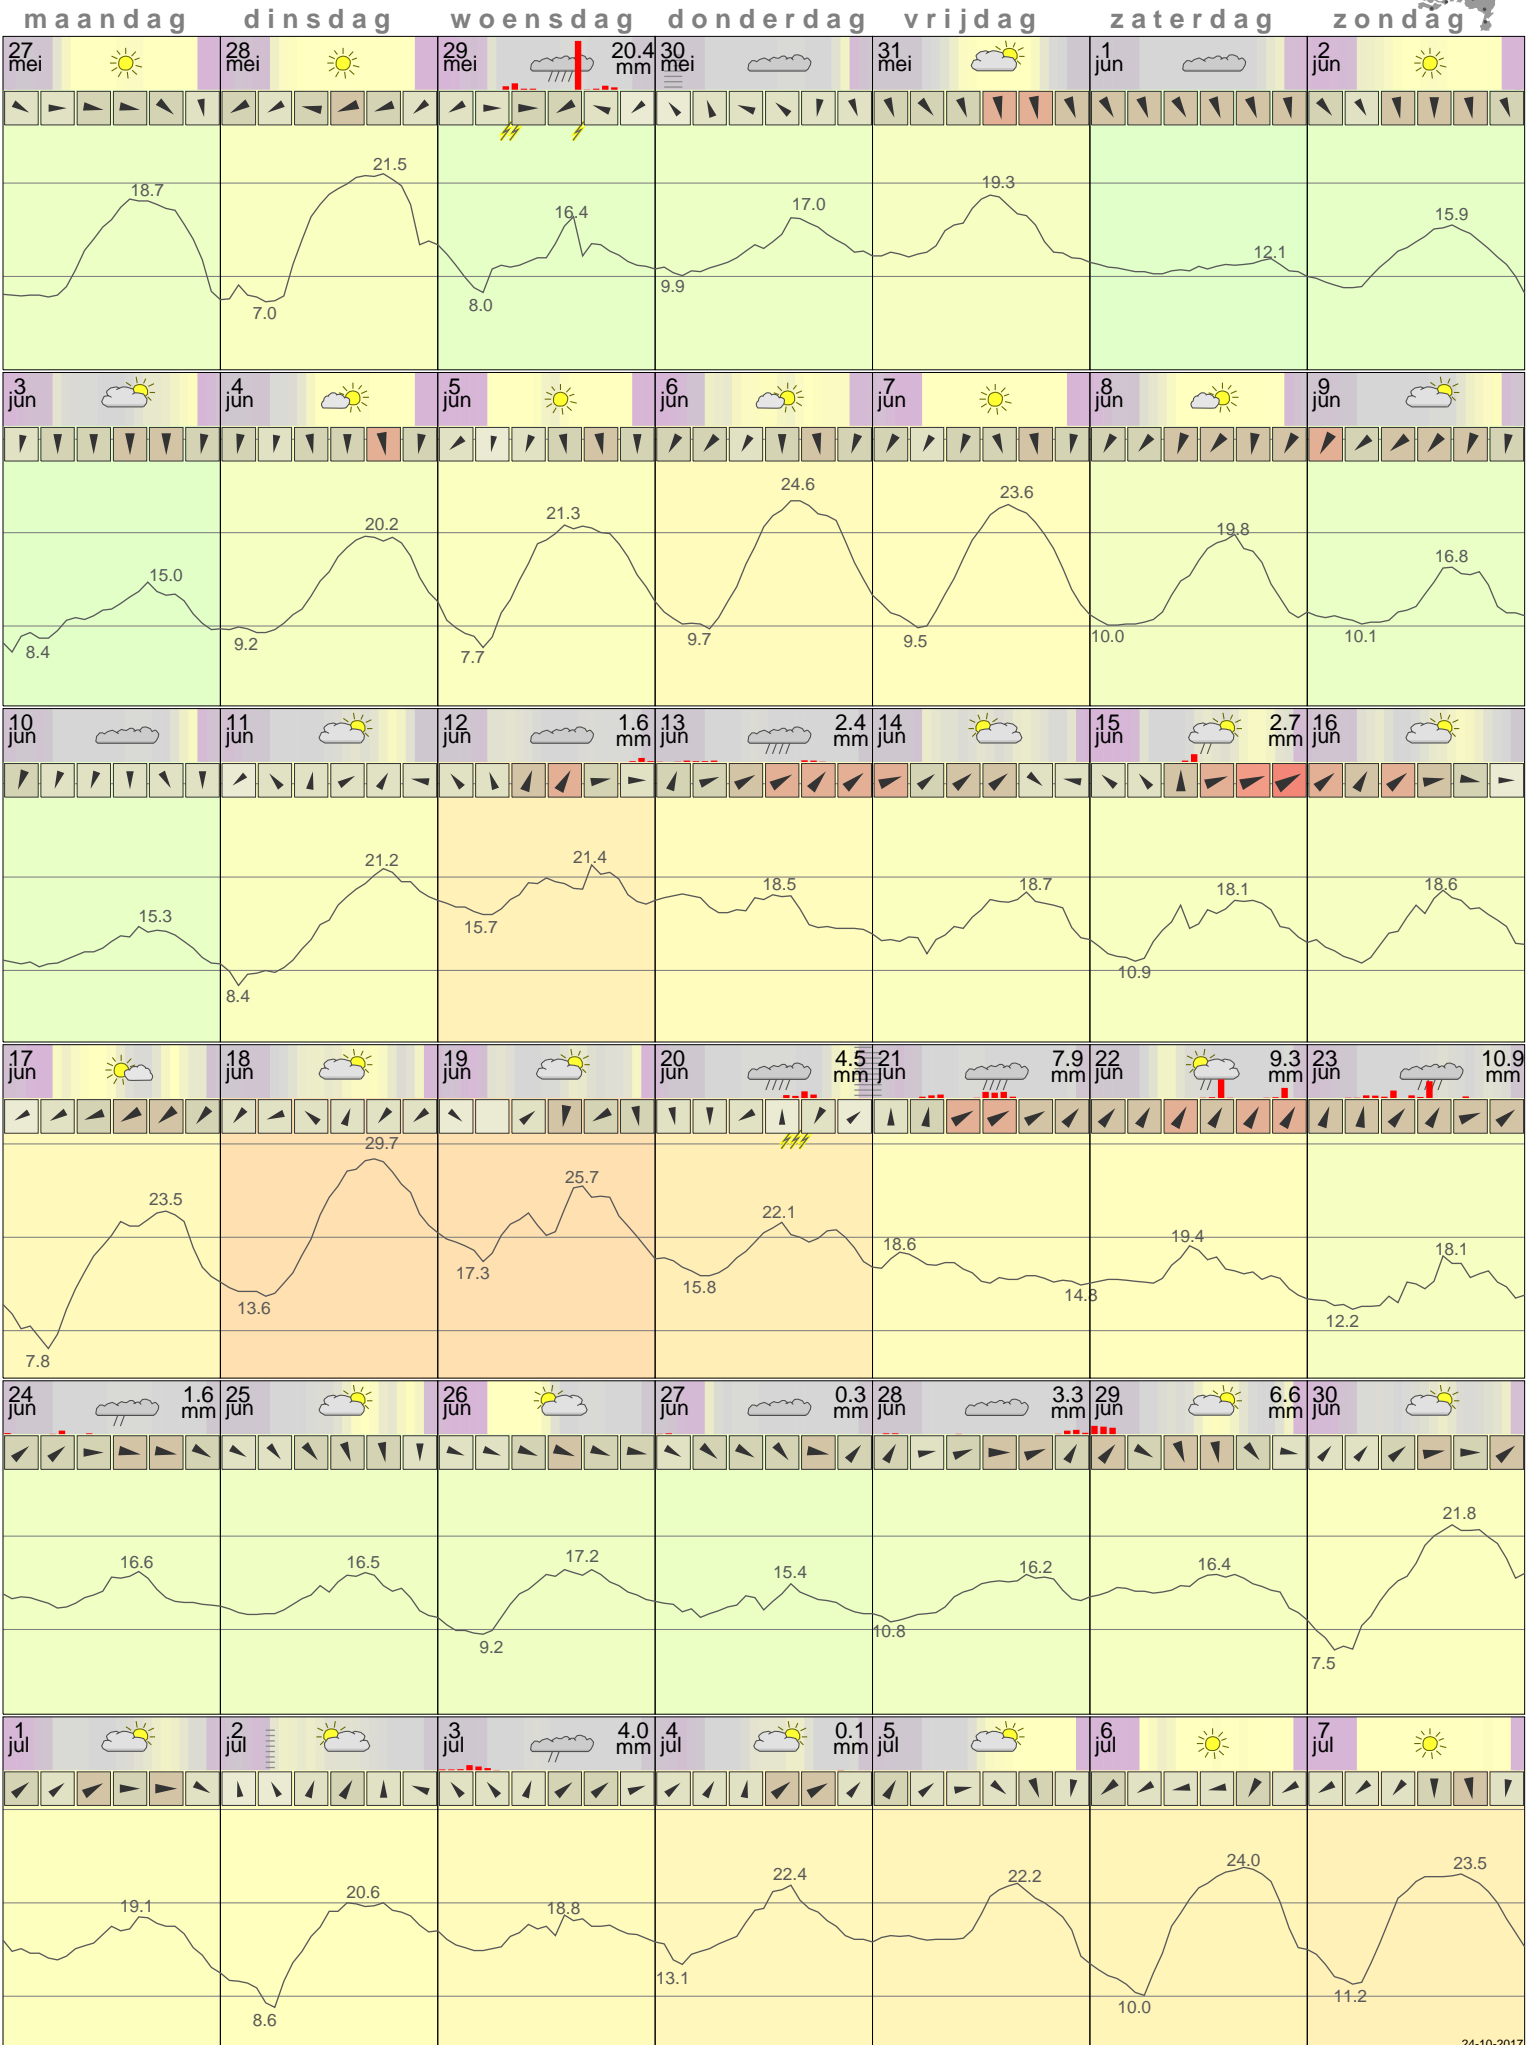 maandag dinsdag woensdag donderdag vrijdag zaterdag zondag
27 mei 28 mei 29 mei 20.4 mm 30 mei 31 mei 1 jun 2 jun
18.7 21.5 7.0 16.4 8.0 17.0 9.9 19.3 12.1 15.9
3 jun 4 jun 5 jun 6 jun 7 jun 8 jun 9 jun
15.0 8.4 20.2 9.2 21.3 7.7 24.6 9.7 23.6 9.5 19.8 10.0 16.8 10.1
10 jun 11 jun 12 jun 1.6 mm 13 jun 2.4 mm 14 jun 15 jun 2.7 mm 16 jun
15.3 21.2 8.4 21.4 15.7 18.5 18.7 18.1 10.9 18.6
17 jun 18 jun 19 jun 20 jun 4.5 mm 21 jun 7.9 mm 22 jun 9.3 mm 23 jun 10.9 mm
23.5 7.8 29.7 13.6 25.7 17.3 22.1 15.8 18.6 14.8 19.4 18.1 12.2
24 jun 1.6 mm 25 jun 26 jun 27 jun 0.3 mm 28 jun 3.3 mm 29 jun 6.6 mm 30 jun
16.6 16.5 17.2 9.2 15.4 16.2 10.8 16.4 21.8 7.5
1 jul 2 jul 3 jul 4.0 mm 4 jul 0.1 mm 5 jul 6 jul 7 jul
19.1 20.6 8.6 18.8 22.4 13.1 22.2 24.0 10.0 23.5 11.2
24-10-2017